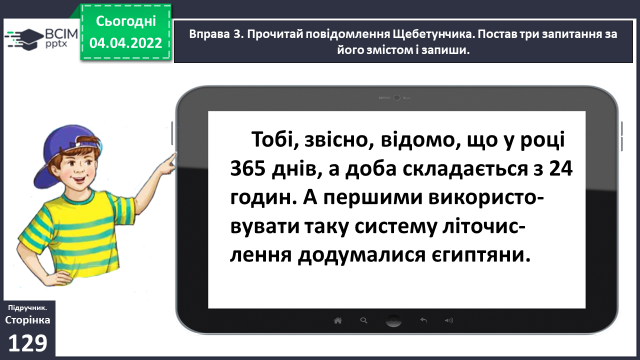 ВСІМ
pptx
Сьогодні
04.04.2022
Вправа 3. Прочитай повідомлення Щебетунчика. Постав три запитання за
його змістом і запиши.
Тобі, звісно, відомо, що у році
365 днів, а доба складається з 24
годин. А першими використо-
вувати таку систему літочис-
лення додумалися єгиптяни.
Підручник.
Сторінка
129